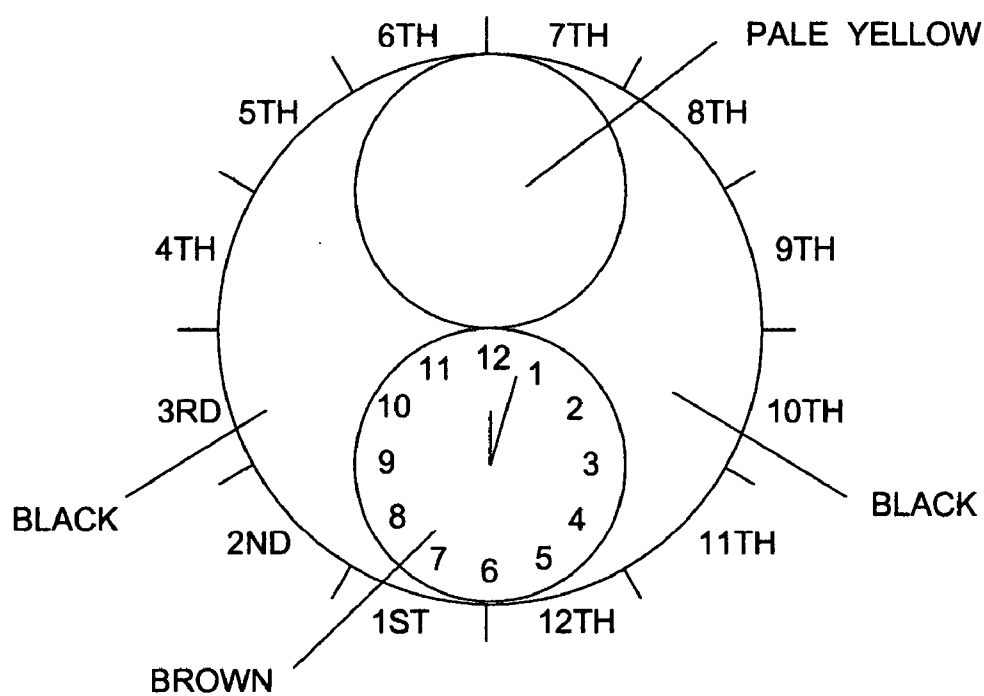 6TH 7TH PALE YELLOW
5TH 8TH
4TH 9TH
12
11 1
10 2
3RD 10TH
9 3
8 4
BLACK BLACK
2ND 7 5 11TH
6
1ST 12TH
BROWN